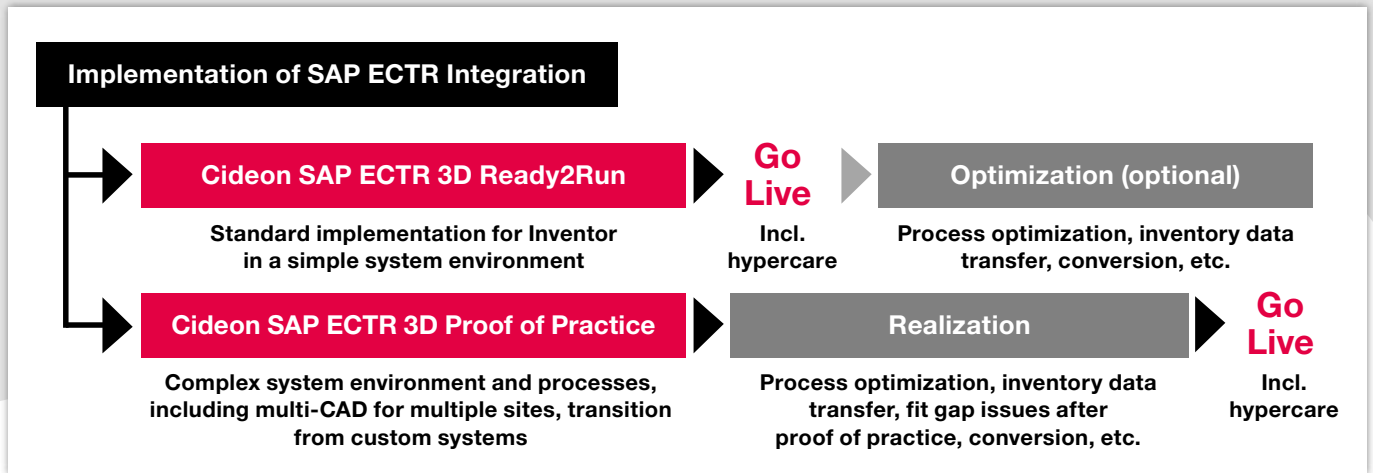 Implementation of SAP ECTR Integration
Cideon SAP ECTR 3D Ready2Run
Go
Live
Optimization (optional)
Standard implementation for Inventor
in a simple system environment
Incl.
hypercare
Process optimization, inventory data
transfer, conversion, etc.
Cideon SAP ECTR 3D Proof of Practice
Realization
Go
Live
Complex system environment and processes,
including multi-CAD for multiple sites, transition
from custom systems
Process optimization, inventory data
transfer, fit gap issues after
proof of practice, conversion, etc.
Incl.
hypercare